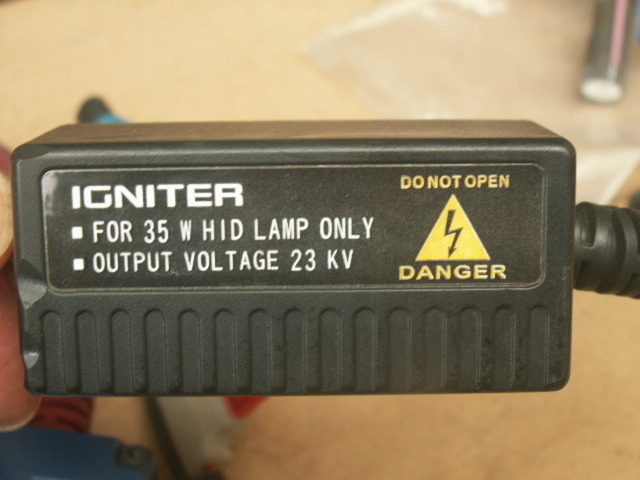 IGNITER
▪ FOR 35 W HID LAMP ONLY
▪ OUTPUT VOLTAGE 23 KV
DO NOT OPEN
DANGER